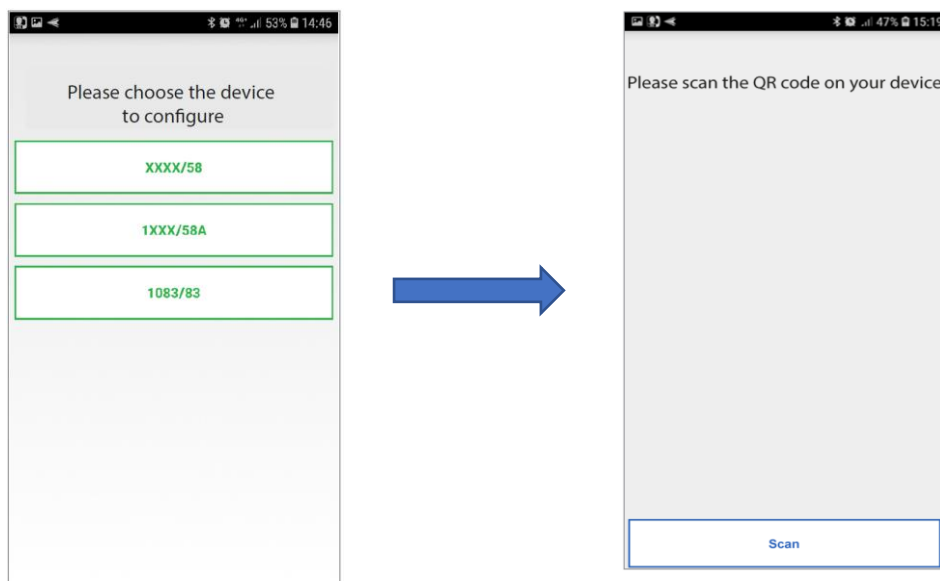 53% 14:46
Please choose the device
to configure
XXXX/58
1XXX/58A
1083/83
47% 15:19
Please scan the QR code on your device
Scan